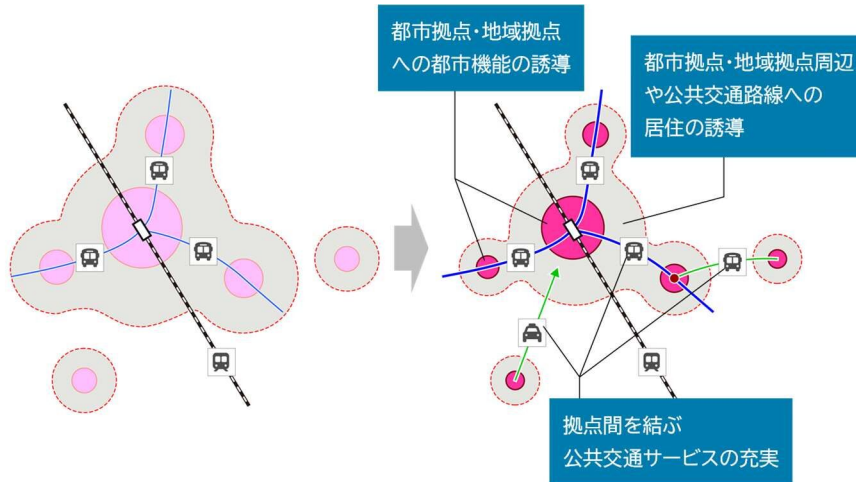 都市拠点・地域拠点
への都市機能の誘導
都市拠点・地域拠点周辺
や公共交通路線への
居住の誘導
拠点間を結ぶ
公共交通サービスの充実